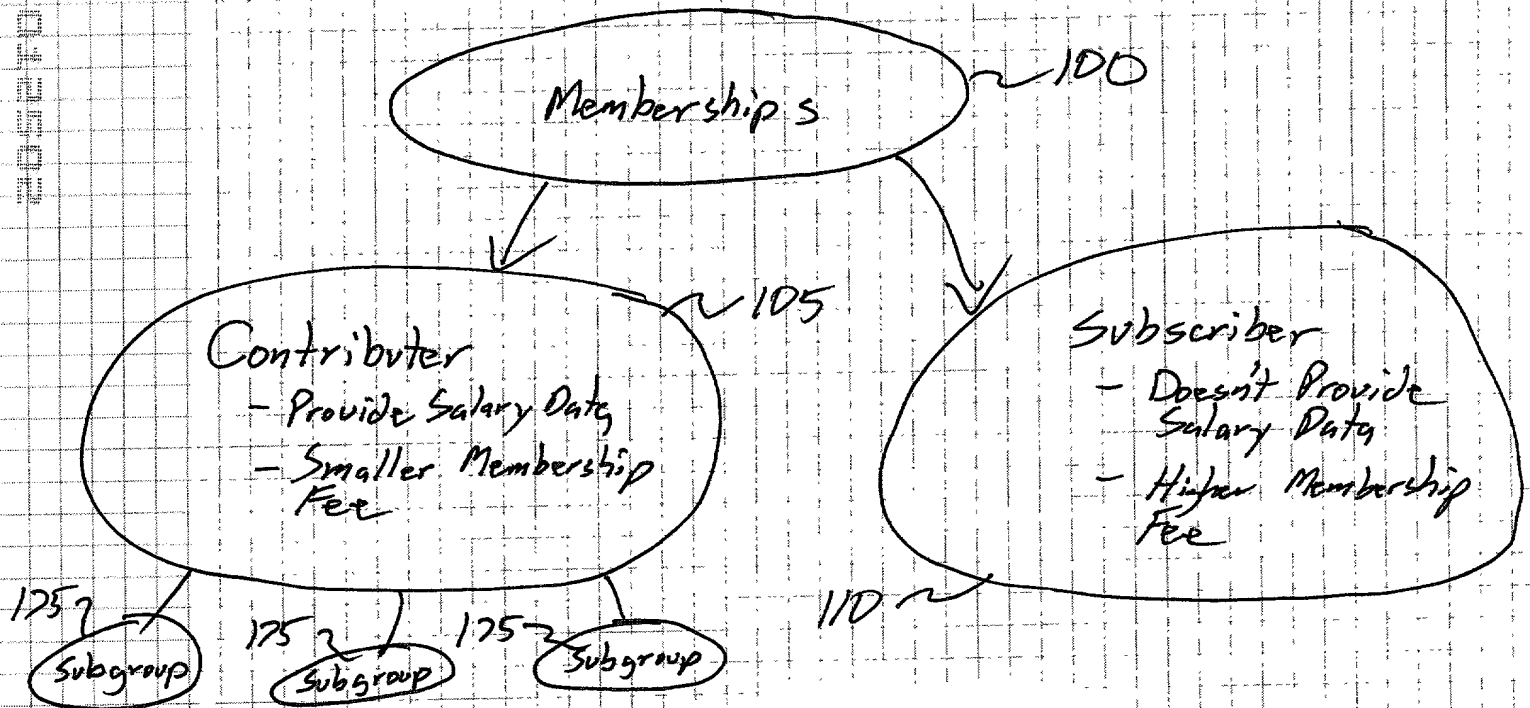 Memberships
100
105
Contributer
- Provide Salary Data
- Smaller Membership
Fee
Subscriber
- Doesn't Provide
Salary Data
- Higher Membership
Fee
110
175
175
175
Subgroup
Subgroup
Subgroup